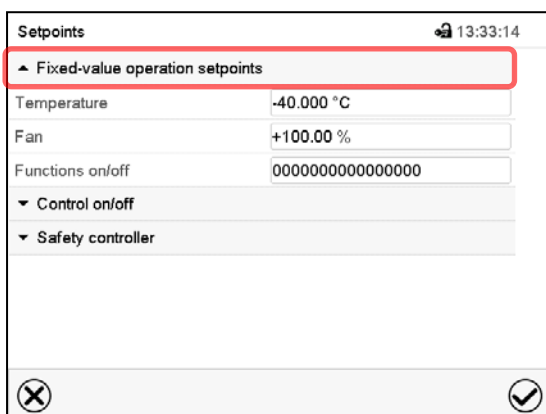 Setpoints 13:33:14
Fixed-value operation setpoints
Temperature -40.000 °C
Fan +100.00 %
Functions on/off 0000000000000000
Control on/off
Safety controller